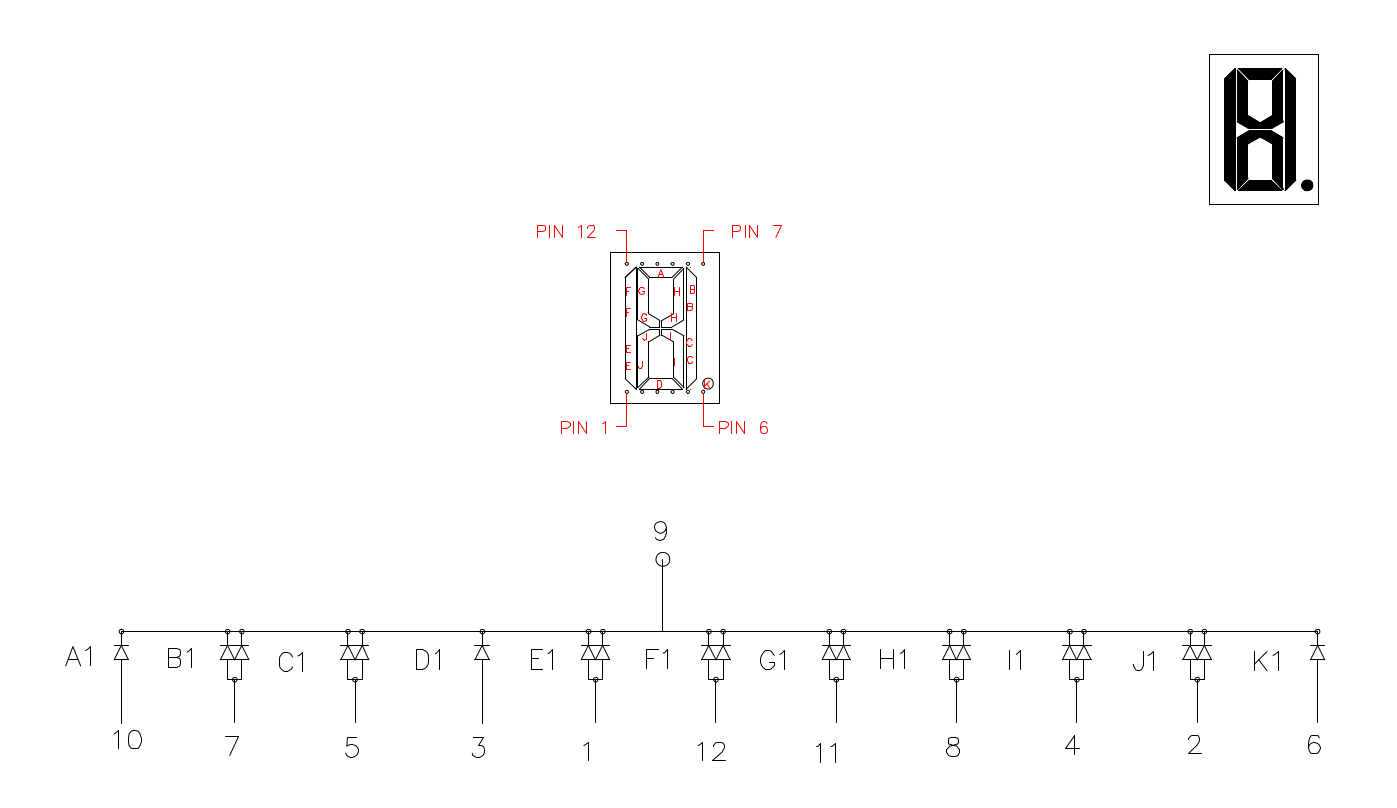 PIN 12
PIN 7
A
F G H B
F B
G H
J I
E C
E J I C
D K
PIN 1
PIN 6
9
A1 B1 C1 D1 E1 F1 G1 H1 I1 J1 K1
10 7 5 3 1 12 11 8 4 2 6